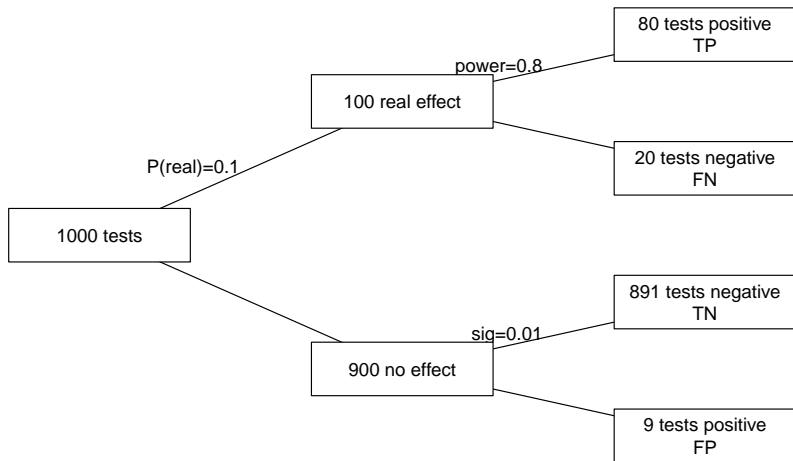 80 tests positive
TP
power=0.8
100 real effect
20 tests negative
FN
P(real)=0.1
1000 tests
891 tests negative
TN
sig=0.01
900 no effect
9 tests positive
FP